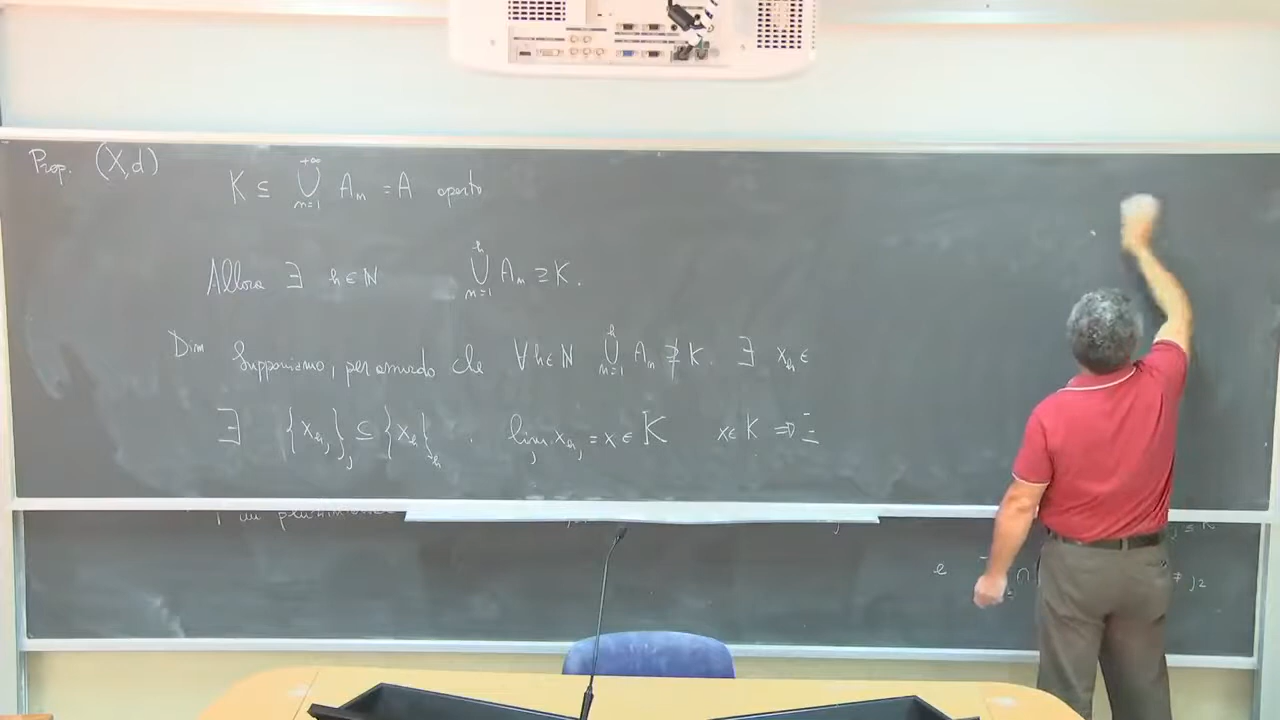 Prop. (X,d)
K ⊆ ⋃_{n=1}^{+∞} A_n = A aperto
Allora ∃ h ∈ ℕ ⋃_{n=1}^{h} A_n ⊇ K.
Dim Supponiamo, per assurdo che ∀h∈ℕ ⋃_{n=1}^{h} A_n ⊉ K. ∃ x_h ∈
∃ {x_{h_j}}_j ⊆ {x_h}_h . lim_j x_{h_j} = x ∈ K x∈K ⇒ Ξ
e ∩ ≠ j_2